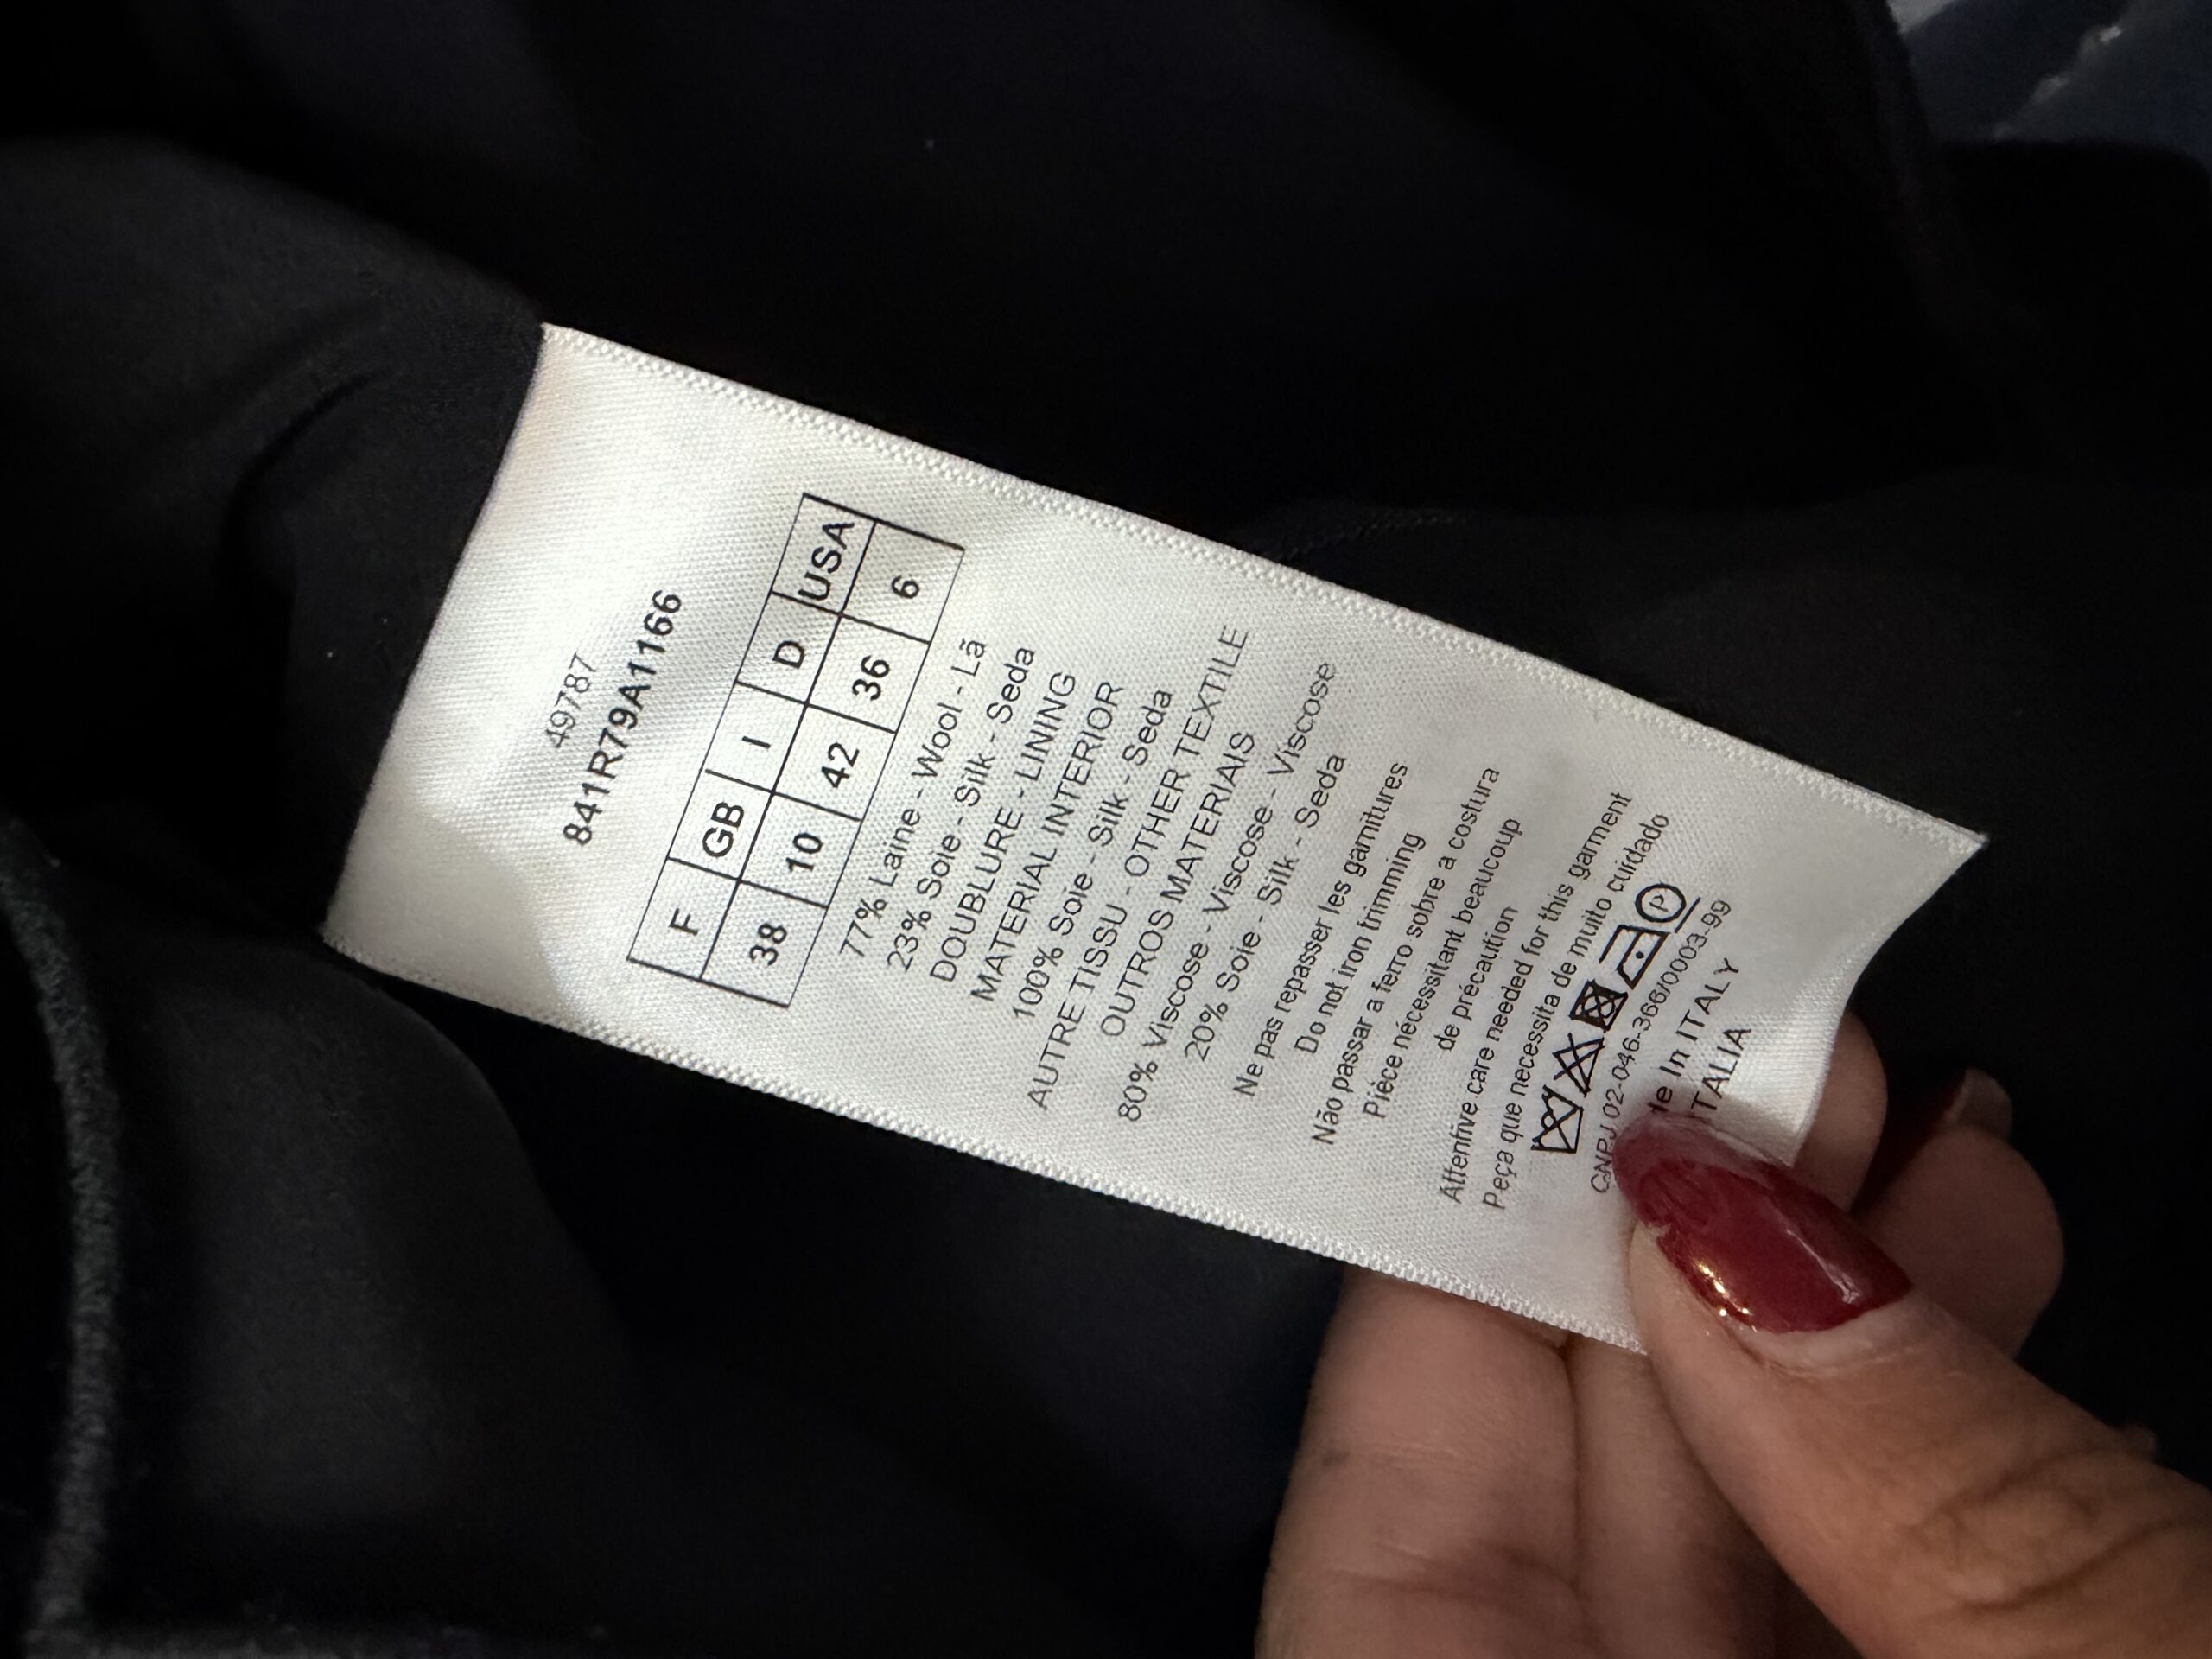 49787
841R79A1166
F GB I D USA
38 10 42 36 6
77% Laine - Wool - Lã
23% Soie - Silk - Seda
DOUBLURE - LINING
MATERIAL INTERIOR
100% Soie - Silk - Seda
AUTRE TISSU - OTHER TEXTILE
OUTROS MATERIAIS
80% Viscose - Viscose - Viscose
20% Soie - Silk - Seda
Ne pas repasser les garnitures
Do not iron trimming
Não passar a ferro sobre a costura
Piéce nécessitant beaucoup
de précaution
Attenfive care needed for this garment
Peça que necessita de muito cuidado
P
CNPJ 02-046-366/0003-99
In ITALY
ITALIA